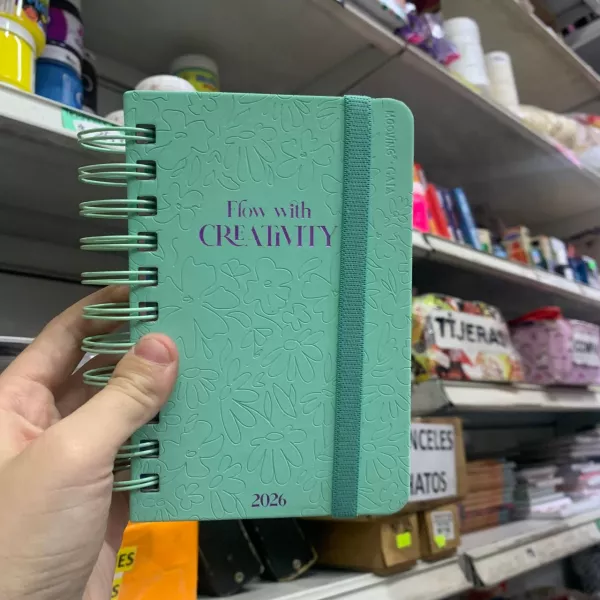 Flow with
CREATIVITY
2026
TIJERAS
NCELES
ATOS